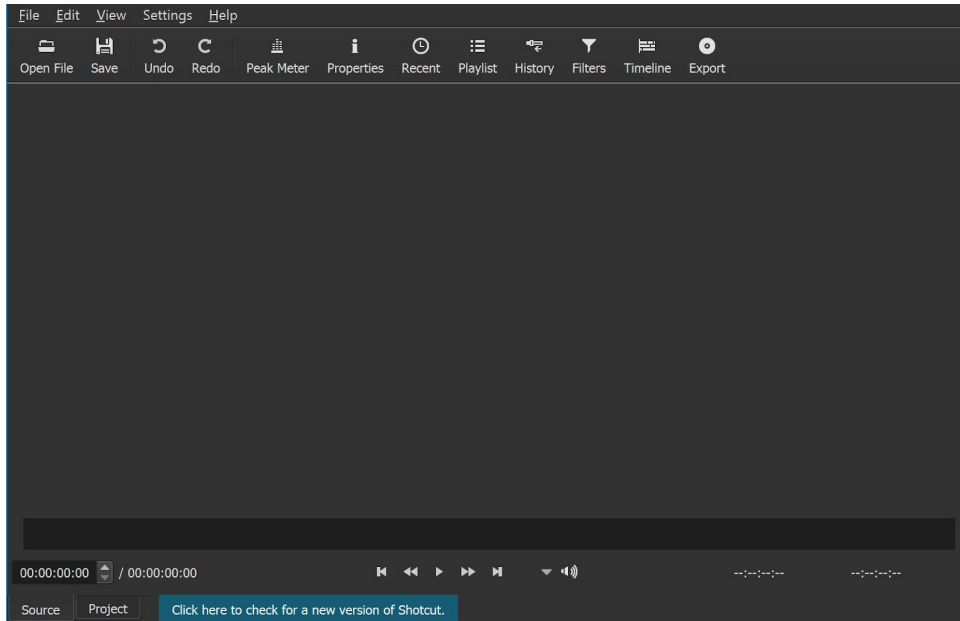 File Edit View Settings Help
Open File Save Undo Redo Peak Meter Properties Recent Playlist History Filters Timeline Export
00:00:00:00 / 00:00:00:00 --:--:--:-- --:--:--:--
Source Project Click here to check for a new version of Shotcut.